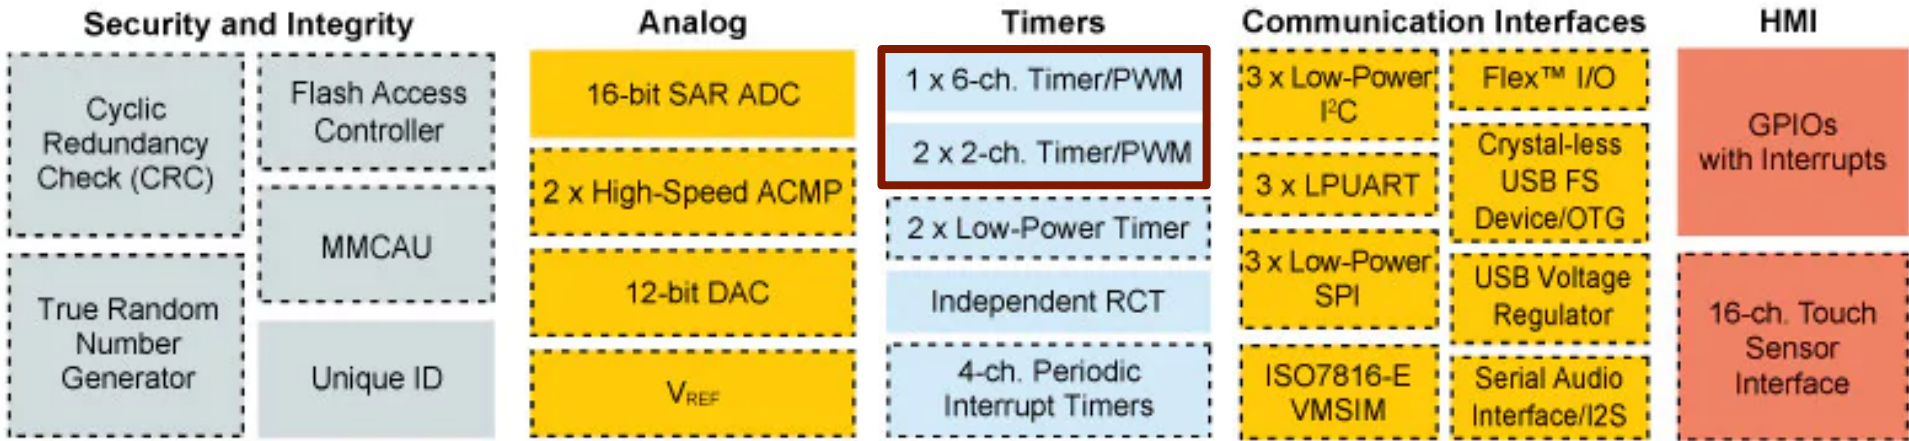 Security and Integrity
Cyclic
Redundancy
Check (CRC)
True Random
Number
Generator
Flash Access
Controller
MMCAU
Unique ID
Analog
16-bit SAR ADC
2 x High-Speed ACMP
12-bit DAC
VREF
Timers
1 x 6-ch. Timer/PWM
2 x 2-ch. Timer/PWM
2 x Low-Power Timer
Independent RCT
4-ch. Periodic
Interrupt Timers
Communication Interfaces
3 x Low-Power
I²C
3 x LPUART
3 x Low-Power
SPI
ISO7816-E
VMSIM
Flex™ I/O
Crystal-less
USB FS
Device/OTG
USB Voltage
Regulator
Serial Audio
Interface/I2S
HMI
GPIOs
with Interrupts
16-ch. Touch
Sensor
Interface